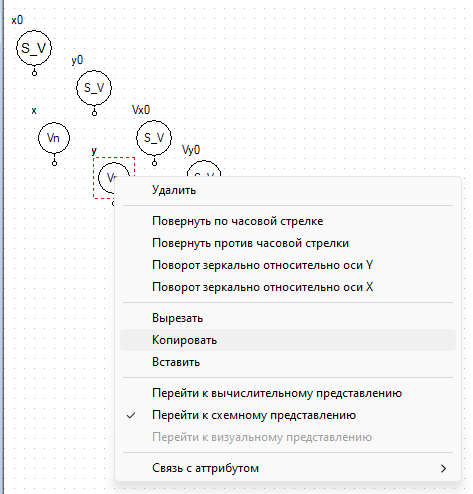 x0
S_V
y0
S_V
x
Vn
Vx0
S_V
y
Vy0
Удалить
Повернуть по часовой стрелке
Повернуть против часовой стрелки
Поворот зеркально относительно оси Y
Поворот зеркально относительно оси X
Вырезать
Копировать
Вставить
Перейти к вычислительному представлению
✓ Перейти к схемному представлению
Перейти к визуальному представлению
Связь с аттрибутом